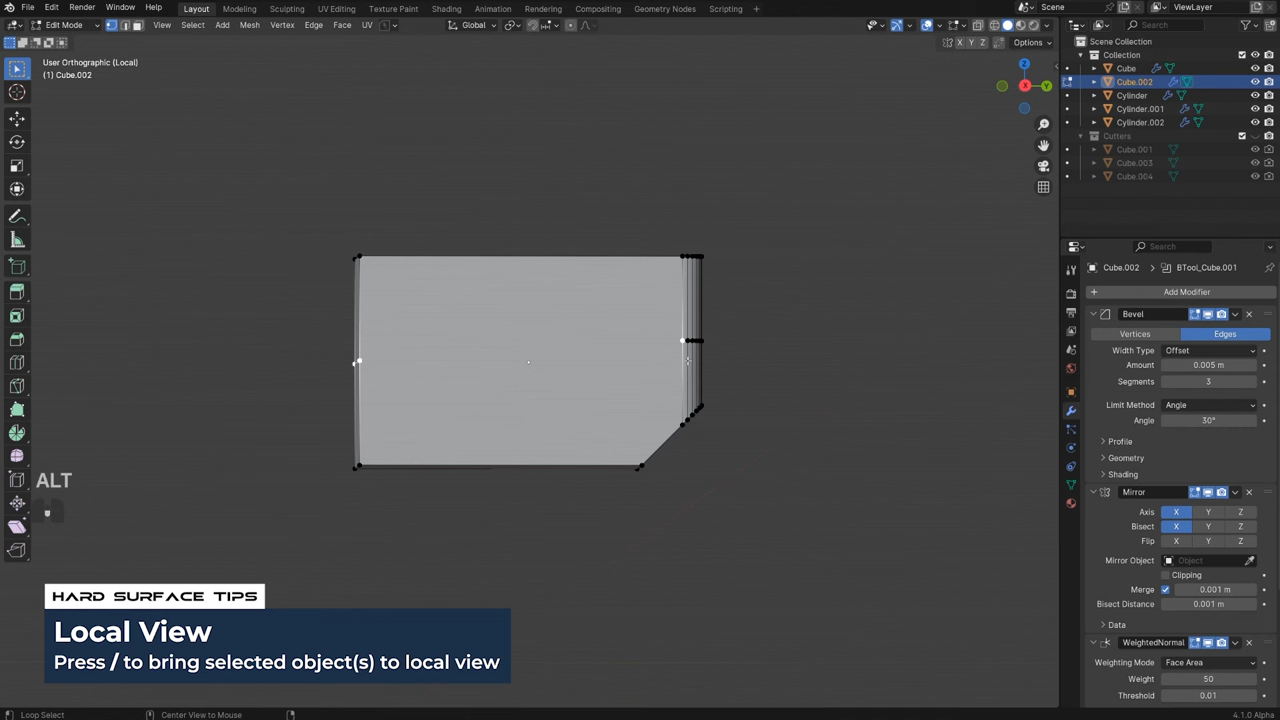 File Edit Render Window Help Layout Modeling Sculpting UV Editing Texture Paint Shading Animation Rendering Compositing Geometry Nodes Scripting + Scene ViewLayer
Edit Mode View Select Add Mesh Vertex Edge Face UV Global Search
X Y Z Options
User Orthographic (Local)
(1) Cube.002
Z
X
Y
Scene Collection
Collection
Cube
Cube.002
Cylinder
Cylinder.001
Cylinder.002
Cutters
Cube.001
Cube.003
Cube.004
Search
Cube.002 > BTool_Cube.001
+ Add Modifier
Bevel
Vertices Edges
Width Type Offset
Amount 0.005 m
Segments 3
Limit Method Angle
Angle 30°
Profile
Geometry
Shading
Mirror
Axis X Y Z
Bisect X Y Z
Flip X Y Z
Mirror Object Object
Clipping
Merge 0.001 m
Bisect Distance 0.001 m
Data
WeightedNormal
Weighting Mode Face Area
Weight 50
Threshold 0.01
ALT
HARD SURFACE TIPS
Local View
Press / to bring selected object(s) to local view
Loop Select Center View to Mouse 4.1.0 Alpha